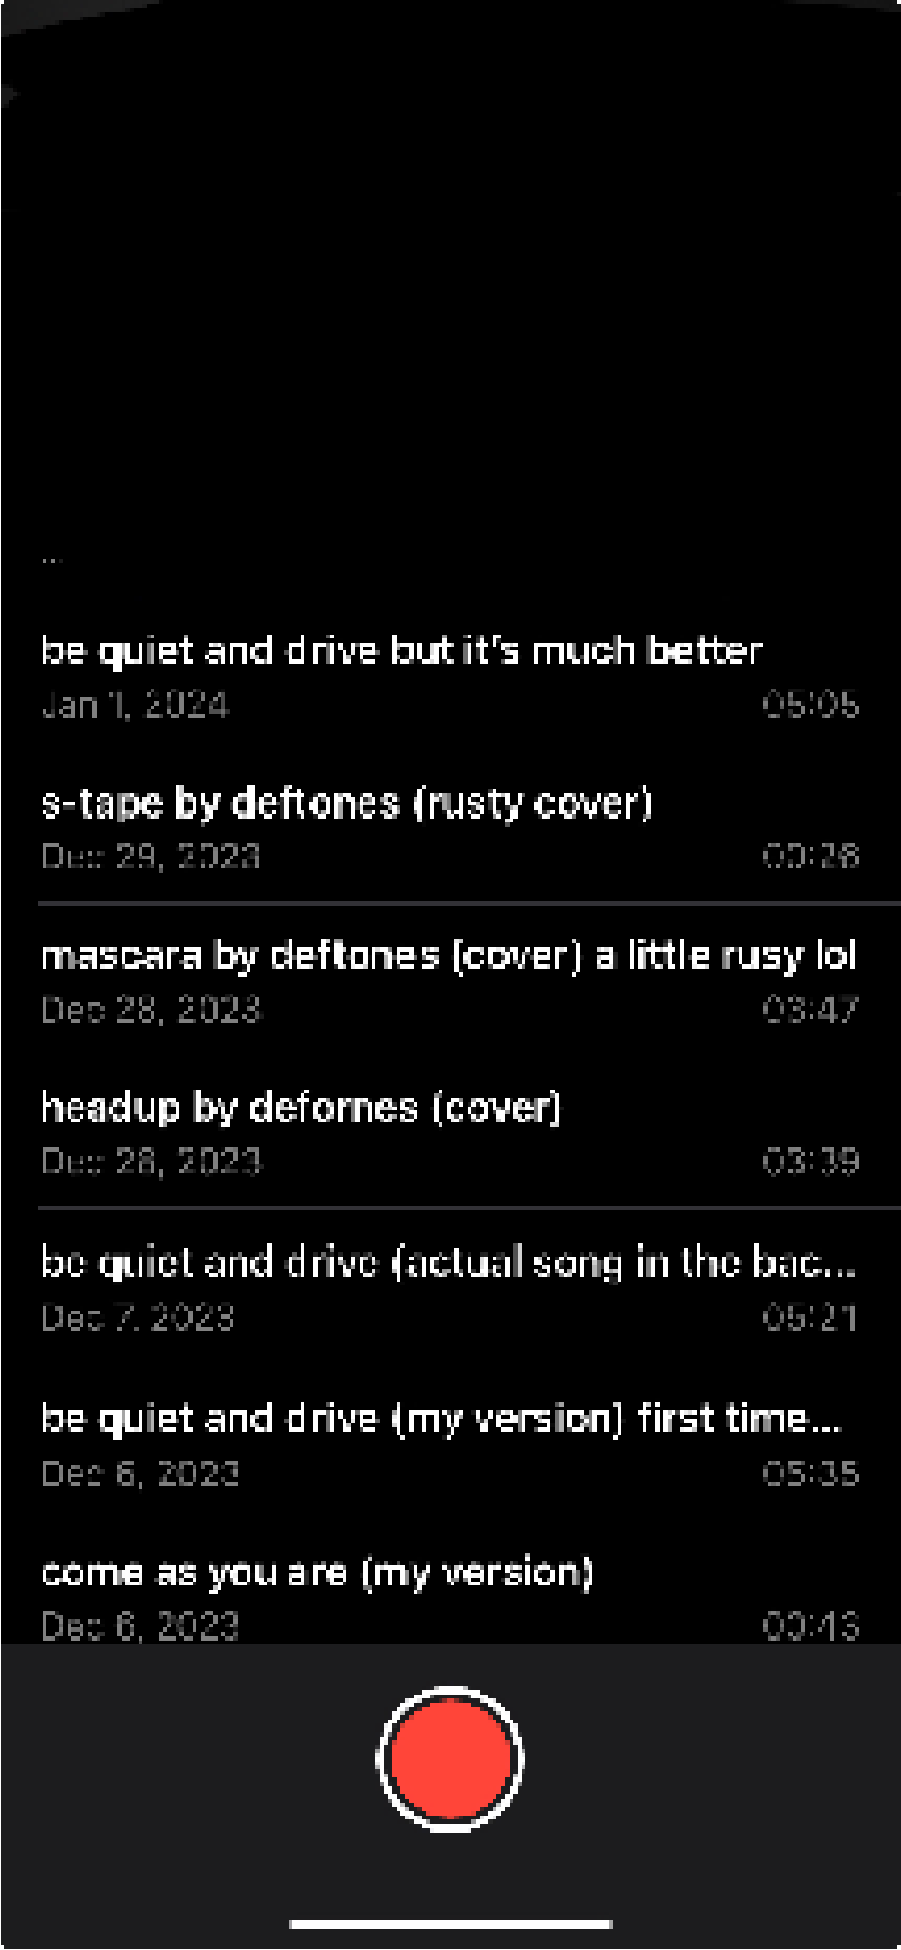 ...
be quiet and drive but it's much better
Jan 1, 2024 05:05
s-tape by deftones (rusty cover)
Dec 29, 2023 00:26
mascara by deftones (cover) a little rusy lol
Dec 28, 2023 03:47
headup by defornes (cover)
Dec 28, 2023 03:39
be quiet and drive (actual song in the bac...
Dec 7, 2023 05:21
be quiet and drive (my version) first time...
Dec 6, 2023 05:35
come as you are (my version)
Dec 6, 2023 00:43